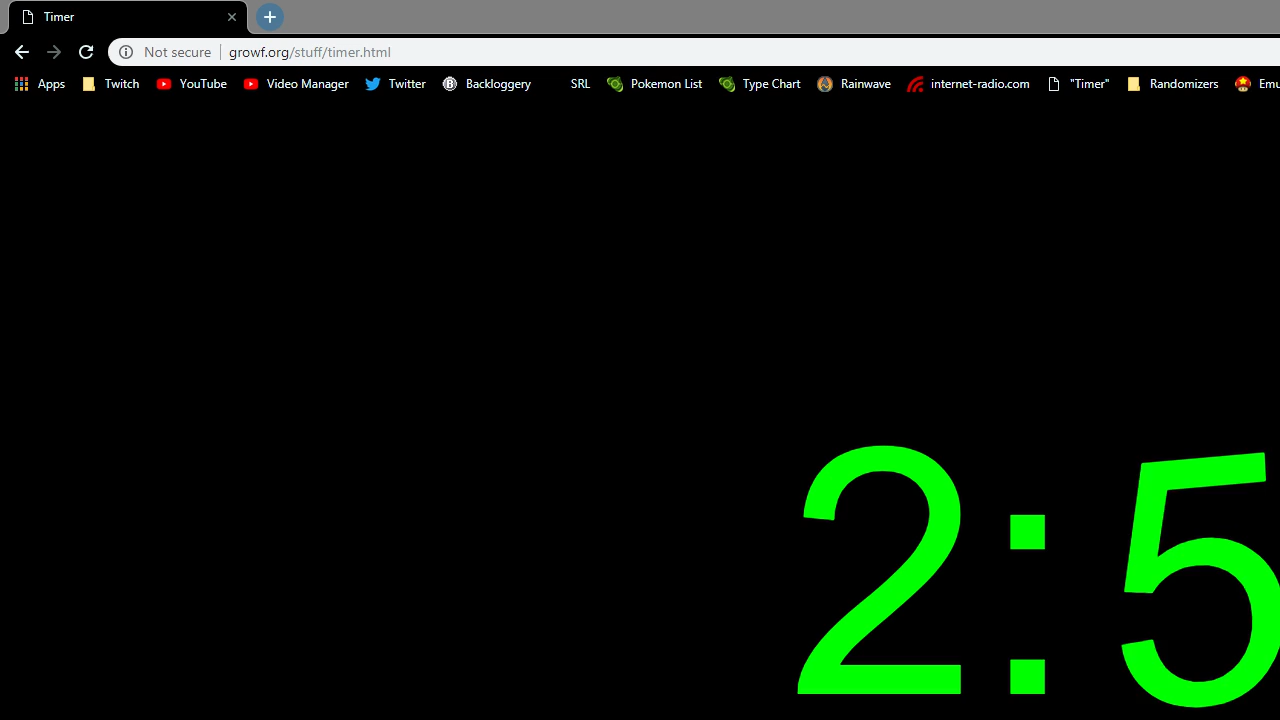 Timer
Not secure growf.org/stuff/timer.html
Apps Twitch YouTube Video Manager Twitter Backloggery SRL Pokemon List Type Chart Rainwave internet-radio.com "Timer" Randomizers Emu
2:5